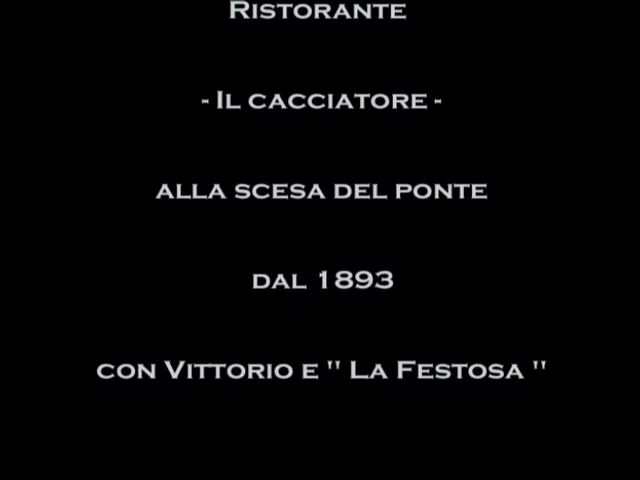 Ristorante
- Il cacciatore -
alla scesa del ponte
dal 1893
con Vittorio e " La Festosa "